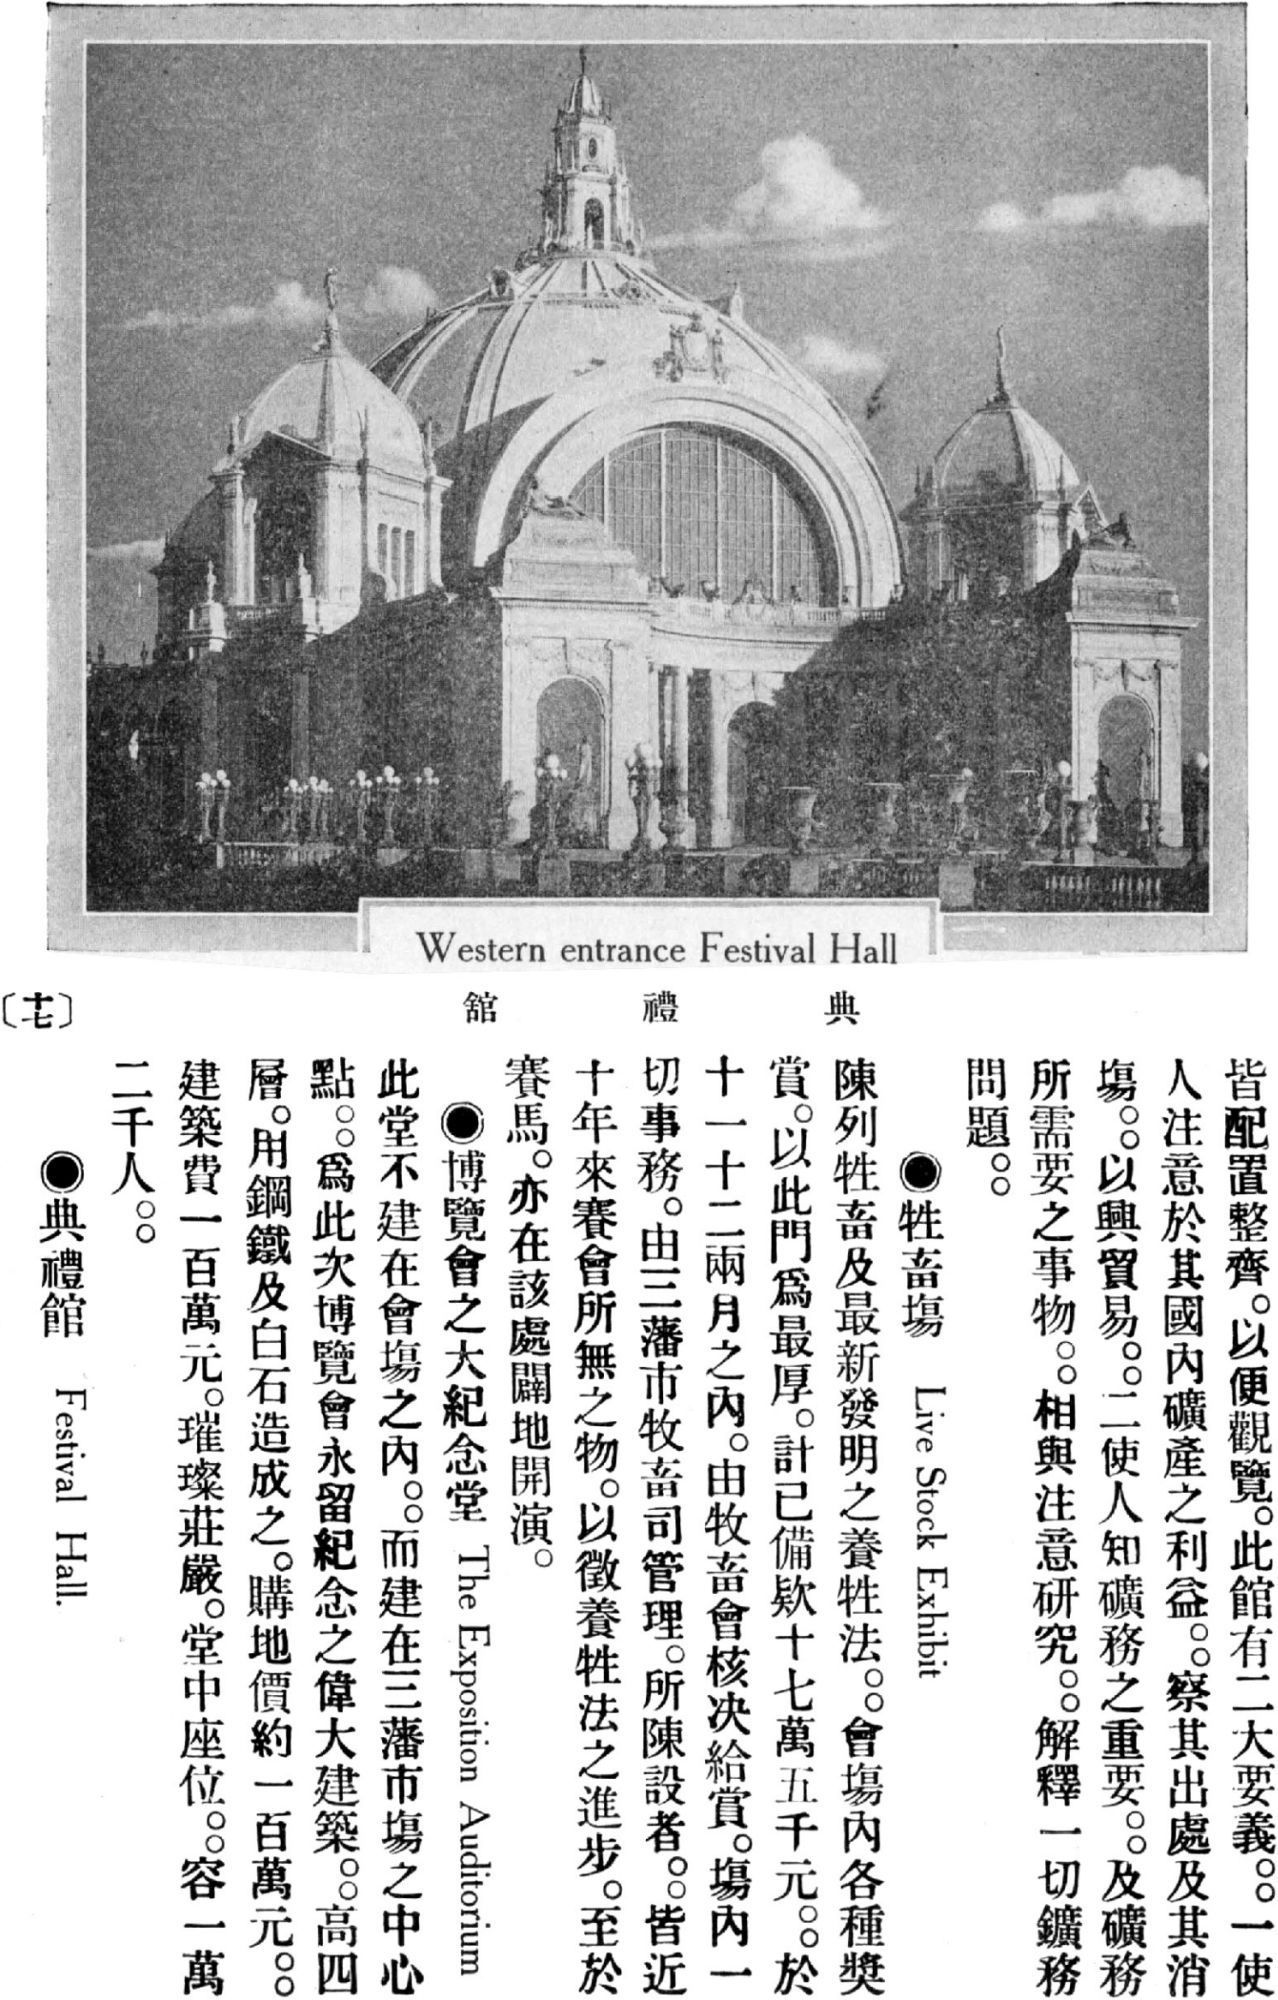 Western entrance Festival Hall
典禮舘
皆配置整齊。以便觀覽。此館有二大要義。。一使
人注意於其國內礦產之利益。。察其出處及其消
塲。。以興貿易。。二使人知礦務之重要。。及礦務
所需要之事物。。相與注意研究。。解釋一切鑛務
問題。。
●牲畜塲 Live Stock Exhibit
陳列牲畜及最新發明之養牲法。。會塲內各種獎
賞。以此門爲最厚。計已備欵十七萬五千元。。於
十一十二兩月之內。由牧畜會核决給賞。塲內一
切事務。由三藩市牧畜司管理。所陳設者。。皆近
十年來賽會所無之物。以徵養牲法之進步。至於
賽馬。亦在該處闢地開演。
●博覽會之大紀念堂 The Exposition Auditorium
此堂不建在會塲之內。。而建在三藩市塲之中心
點。。爲此次博覽會永留紀念之偉大建築。。高四
層。用鋼鐵及白石造成之。購地價約一百萬元。。
建築費一百萬元。璀璨莊嚴。堂中座位。。容一萬
二千人。。
●典禮館 Festival Hall.
〔十七〕